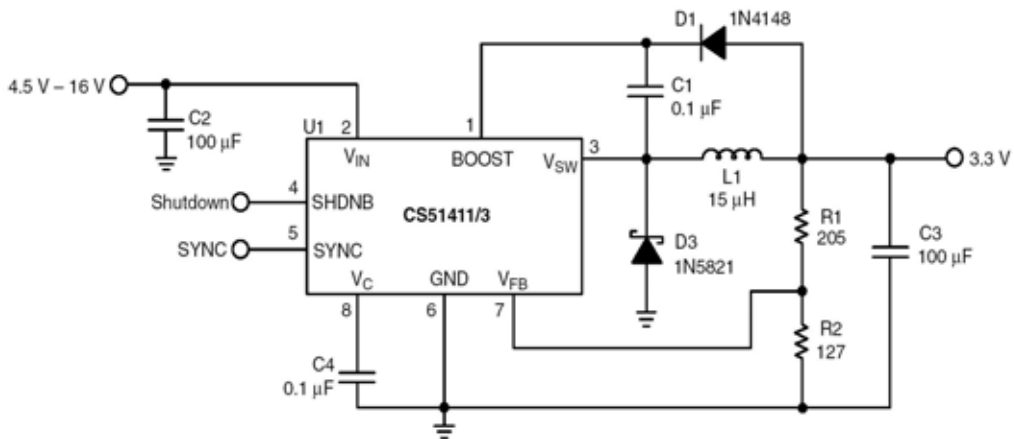 D1
1N4148
4.5 V – 16 V
C1
0.1 µF
C2
100 µF
U1
2
1
3
V_IN
BOOST
V_SW
3.3 V
L1
15 µH
Shutdown
4
SHDNB
CS51411/3
R1
205
SYNC
5
SYNC
D3
1N5821
C3
100 µF
V_C
GND
V_FB
8
6
7
R2
127
C4
0.1 µF